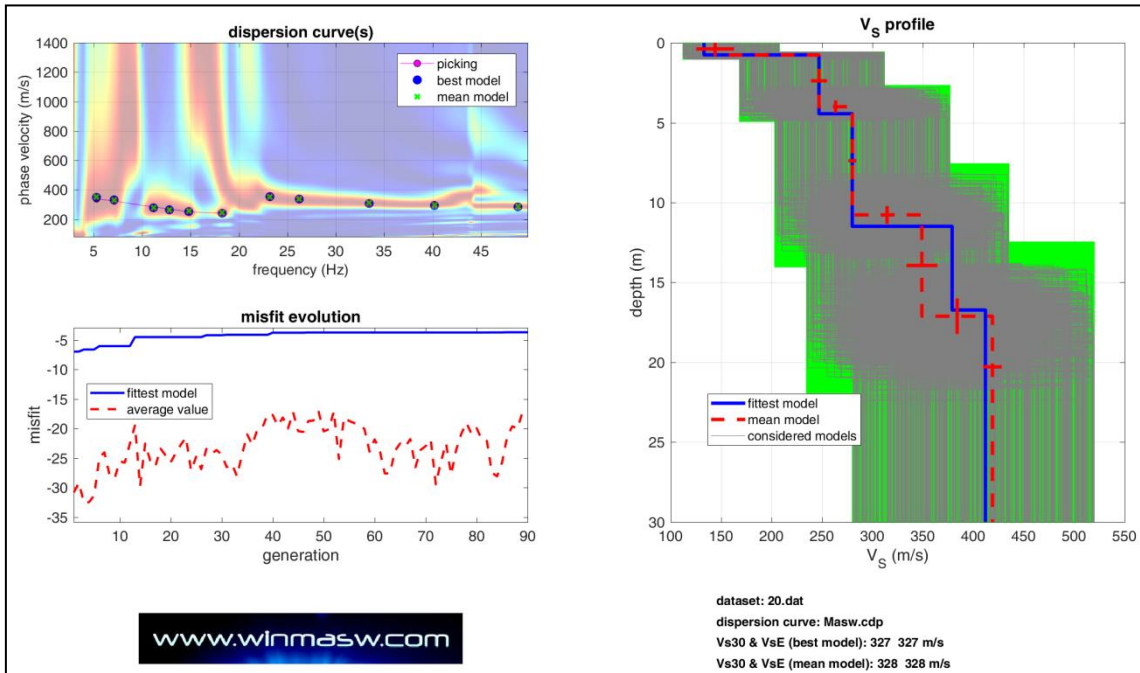 dispersion curve(s)
1400
1200
1000
800
600
400
200
phase velocity (m/s)
picking
best model
mean model
5 10 15 20 25 30 35 40 45
frequency (Hz)
misfit evolution
-5
-10
-15
-20
-25
-30
-35
misfit
fittest model
average value
10 20 30 40 50 60 70 80 90
generation
www.winmasw.com
V_S profile
0
5
10
15
20
25
30
depth (m)
fittest model
mean model
considered models
100 150 200 250 300 350 400 450 500 550
V_S (m/s)
dataset: 20.dat
dispersion curve: Masw.cdp
Vs30 & VsE (best model): 327 327 m/s
Vs30 & VsE (mean model): 328 328 m/s